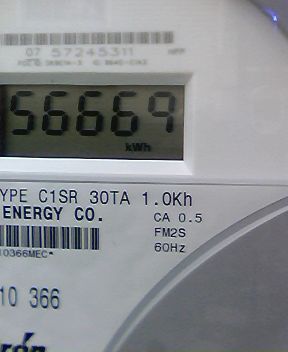 07 57245311
56669
kWh
YPE C1SR 30TA 1.0Kh
ENERGY CO.
CA 0.5
FM2S
60Hz
10366MEC*
10 366
rón